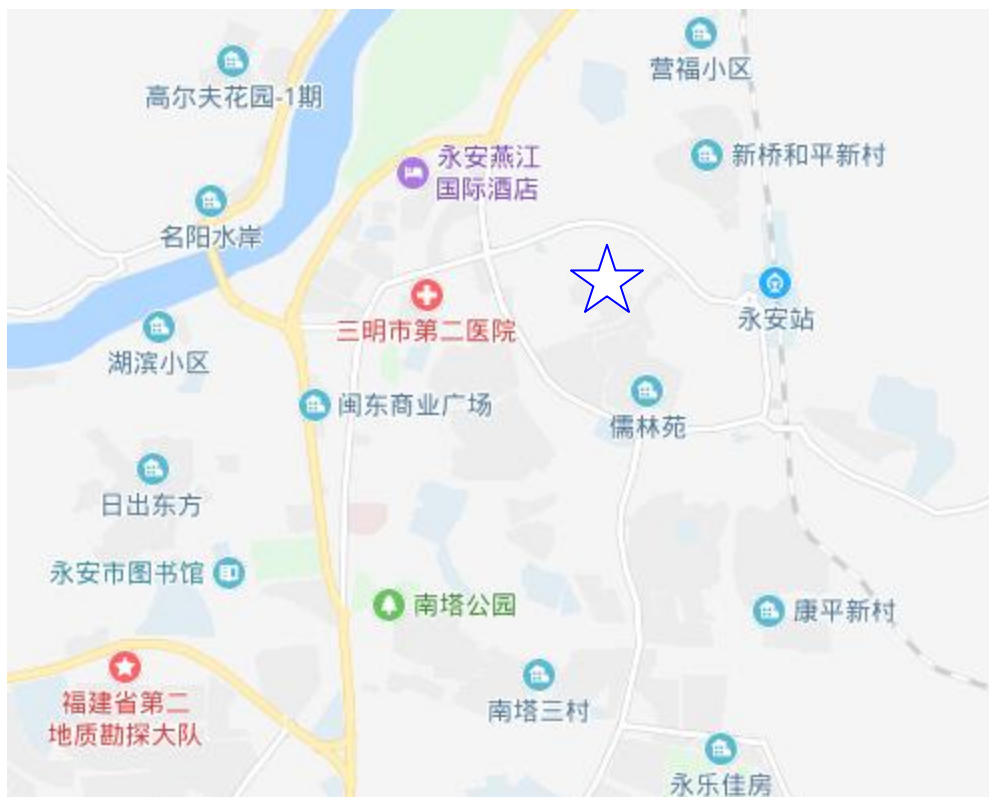 营福小区
高尔夫花园-1期
永安燕江
国际酒店
新桥和平新村
名阳水岸
三明市第二医院
永安站
湖滨小区
闽东商业广场
儒林苑
日出东方
永安市图书馆
南塔公园
康平新村
福建省第二
地质勘探大队
南塔三村
永乐佳房